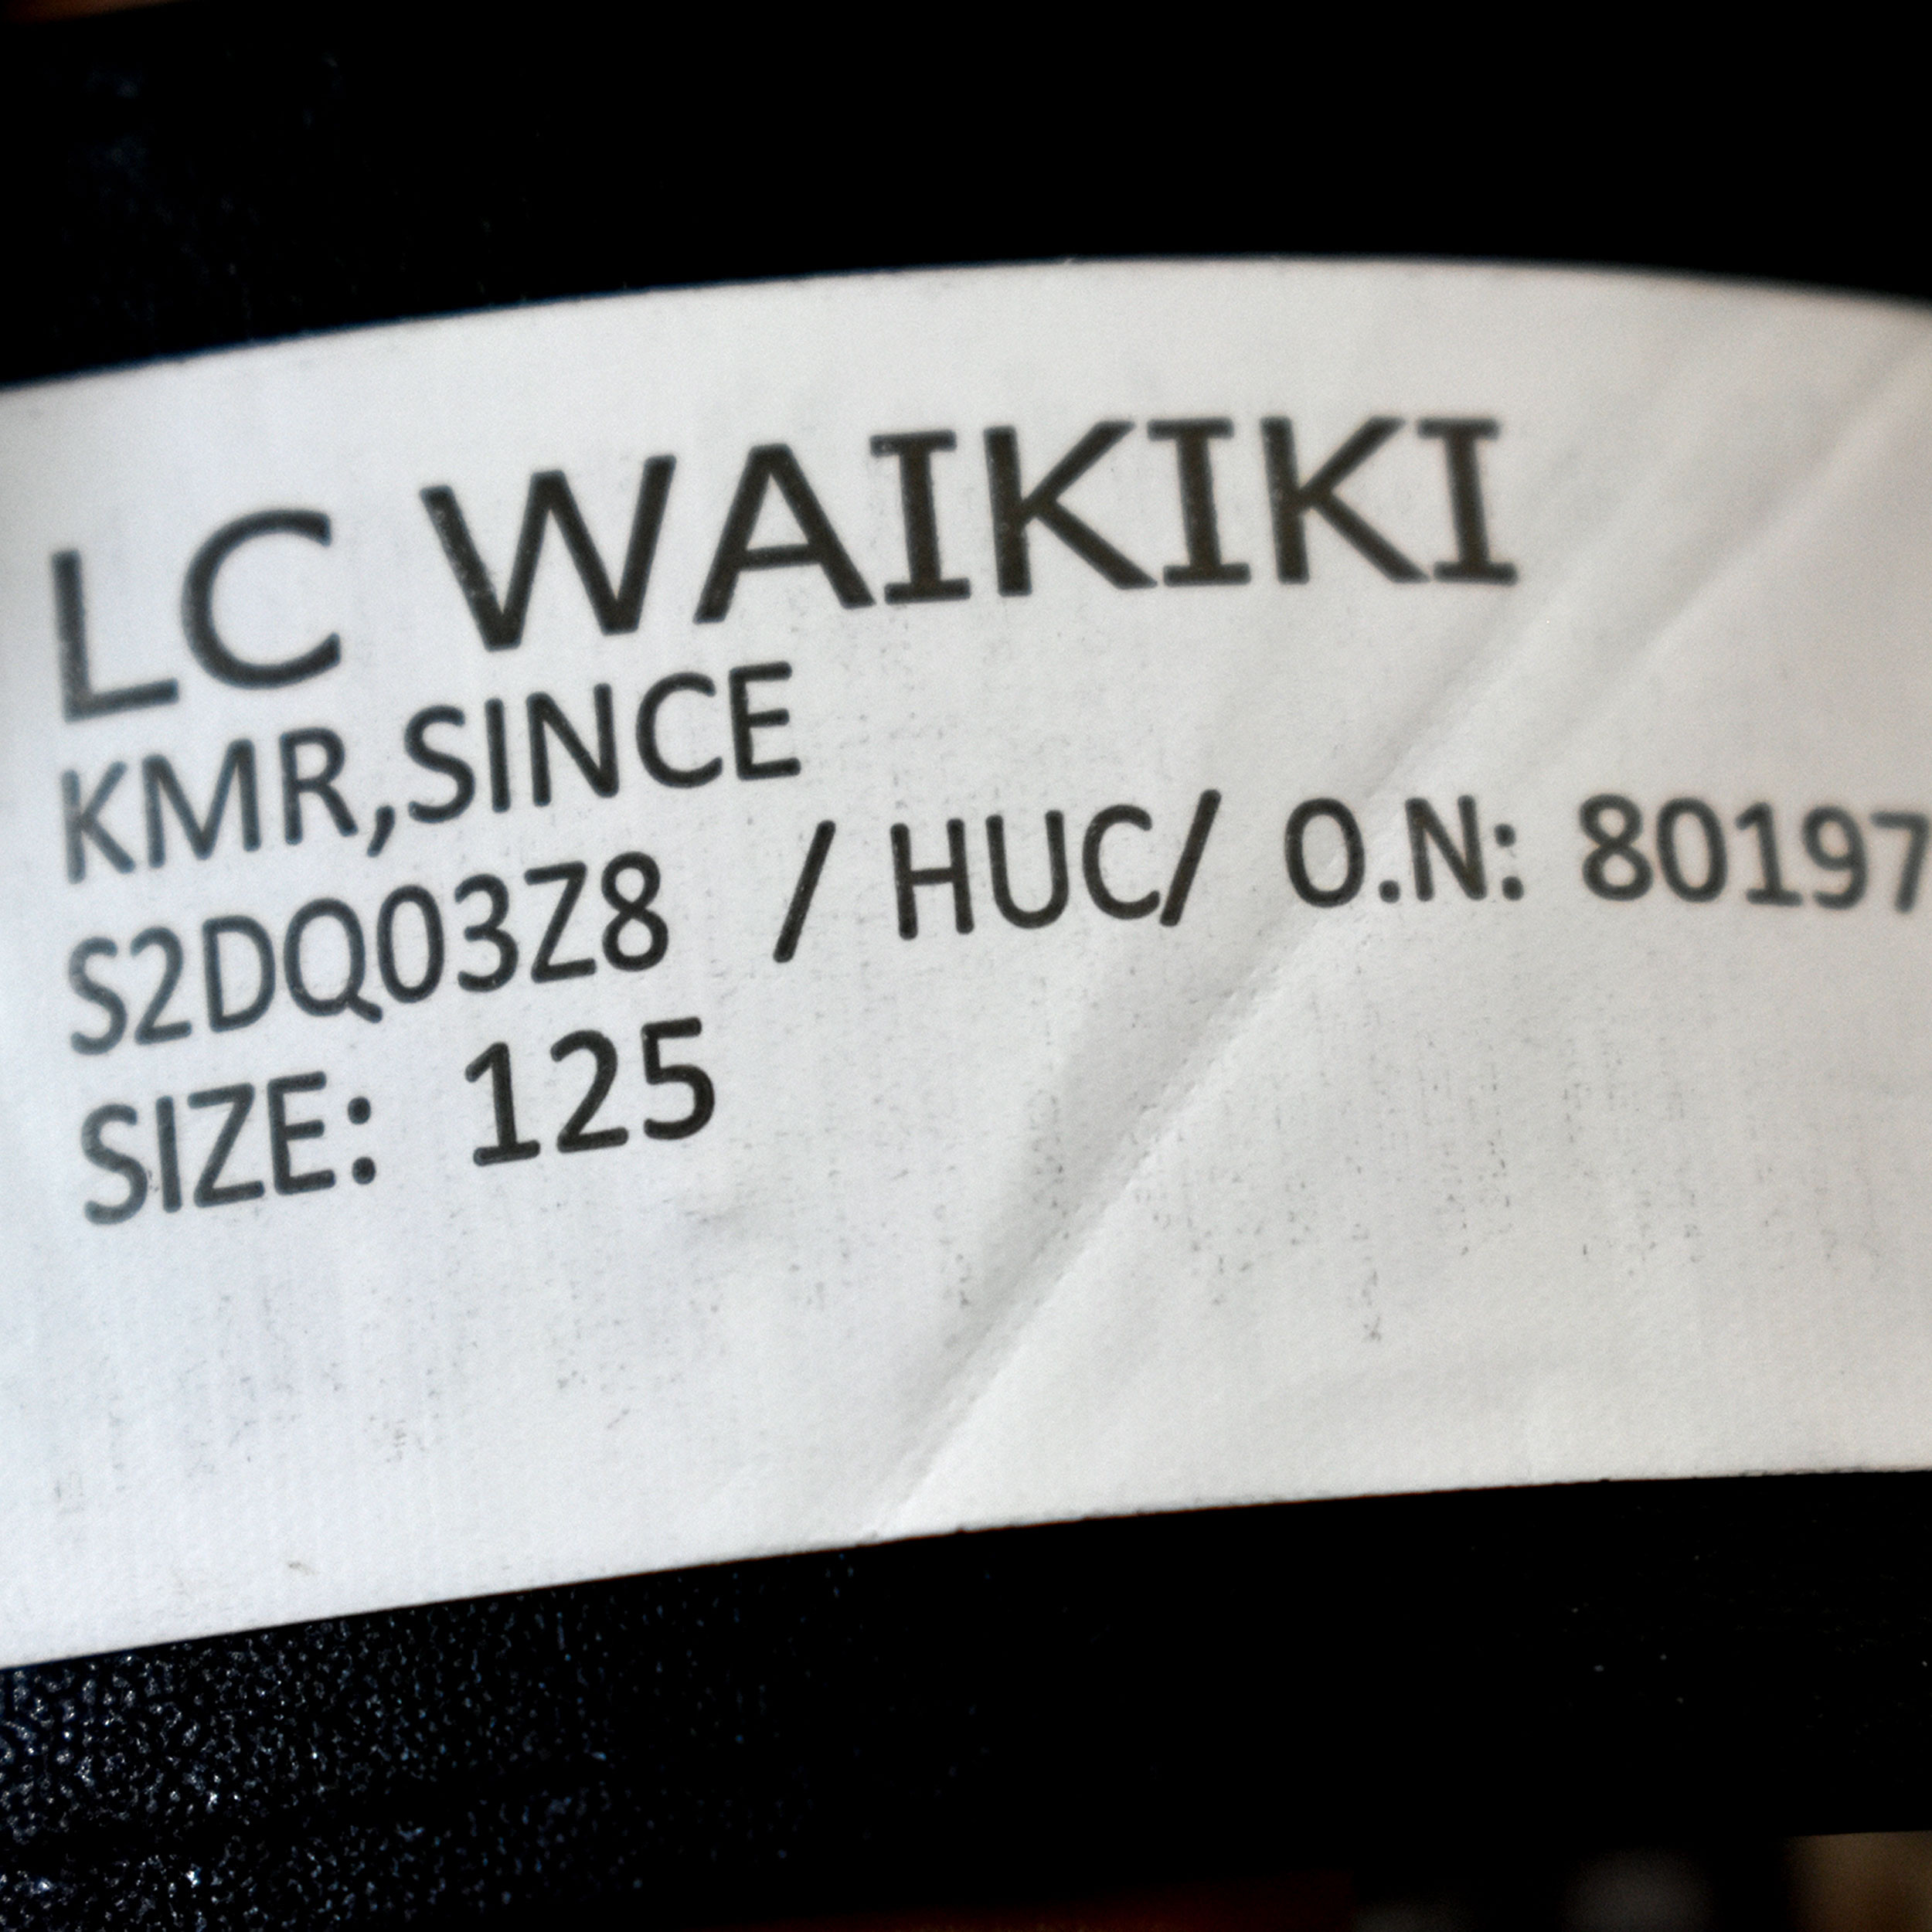 LC WAIKIKI
KMR,SINCE
S2DQ03Z8 / HUC/ O.N: 80197
SIZE: 125